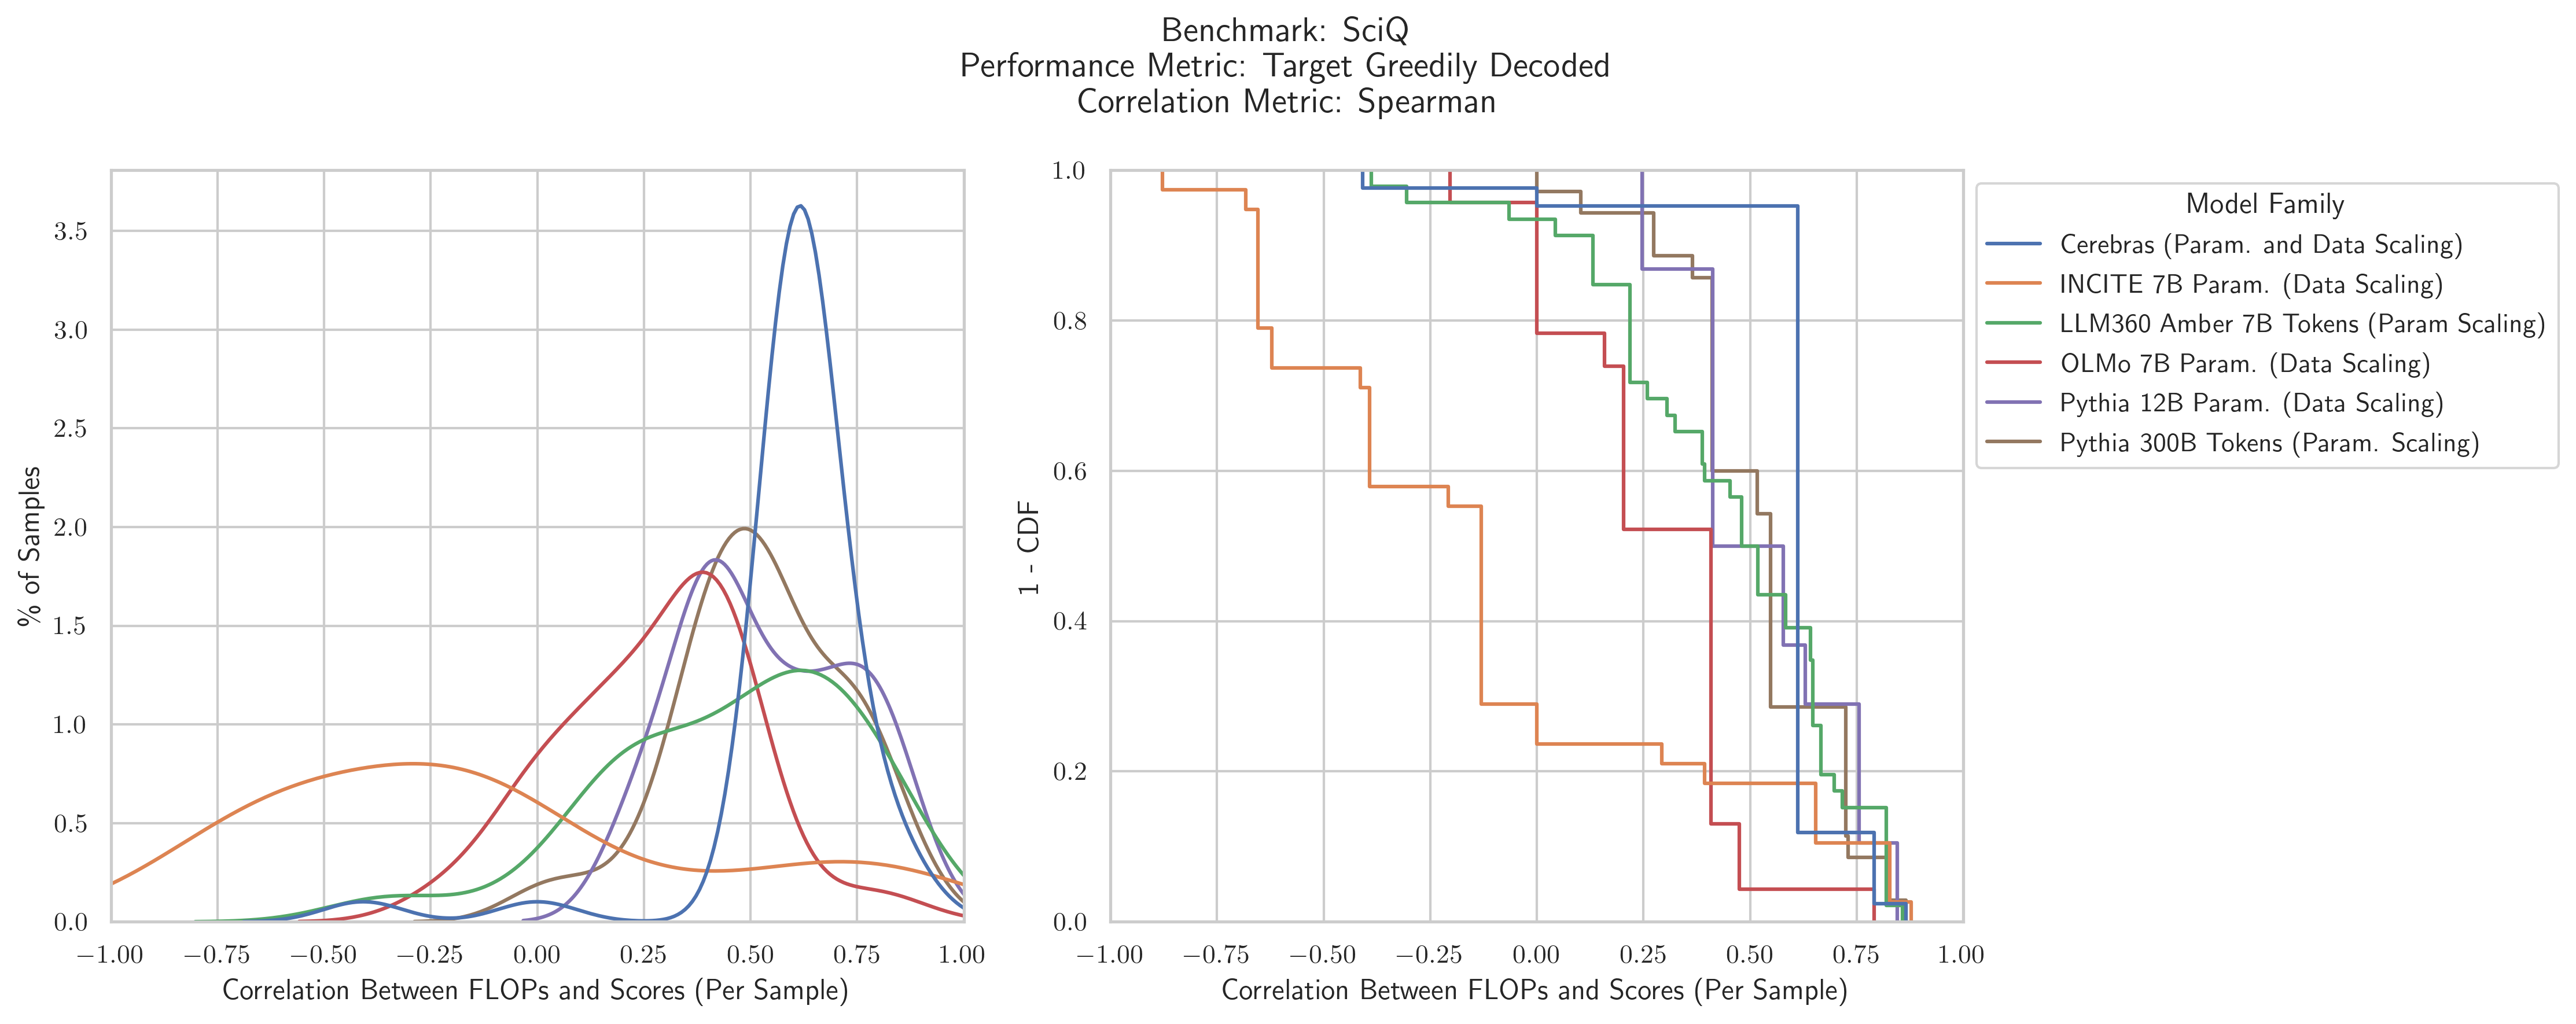 Benchmark: SciQ
Performance Metric: Target Greedily Decoded
Correlation Metric: Spearman
% of Samples
3.5
3.0
2.5
2.0
1.5
1.0
0.5
0.0
−1.00 −0.75 −0.50 −0.25 0.00 0.25 0.50 0.75 1.00
Correlation Between FLOPs and Scores (Per Sample)
1 - CDF
1.0
0.8
0.6
0.4
0.2
0.0
−1.00 −0.75 −0.50 −0.25 0.00 0.25 0.50 0.75 1.00
Correlation Between FLOPs and Scores (Per Sample)
Model Family
Cerebras (Param. and Data Scaling)
INCITE 7B Param. (Data Scaling)
LLM360 Amber 7B Tokens (Param Scaling)
OLMo 7B Param. (Data Scaling)
Pythia 12B Param. (Data Scaling)
Pythia 300B Tokens (Param. Scaling)